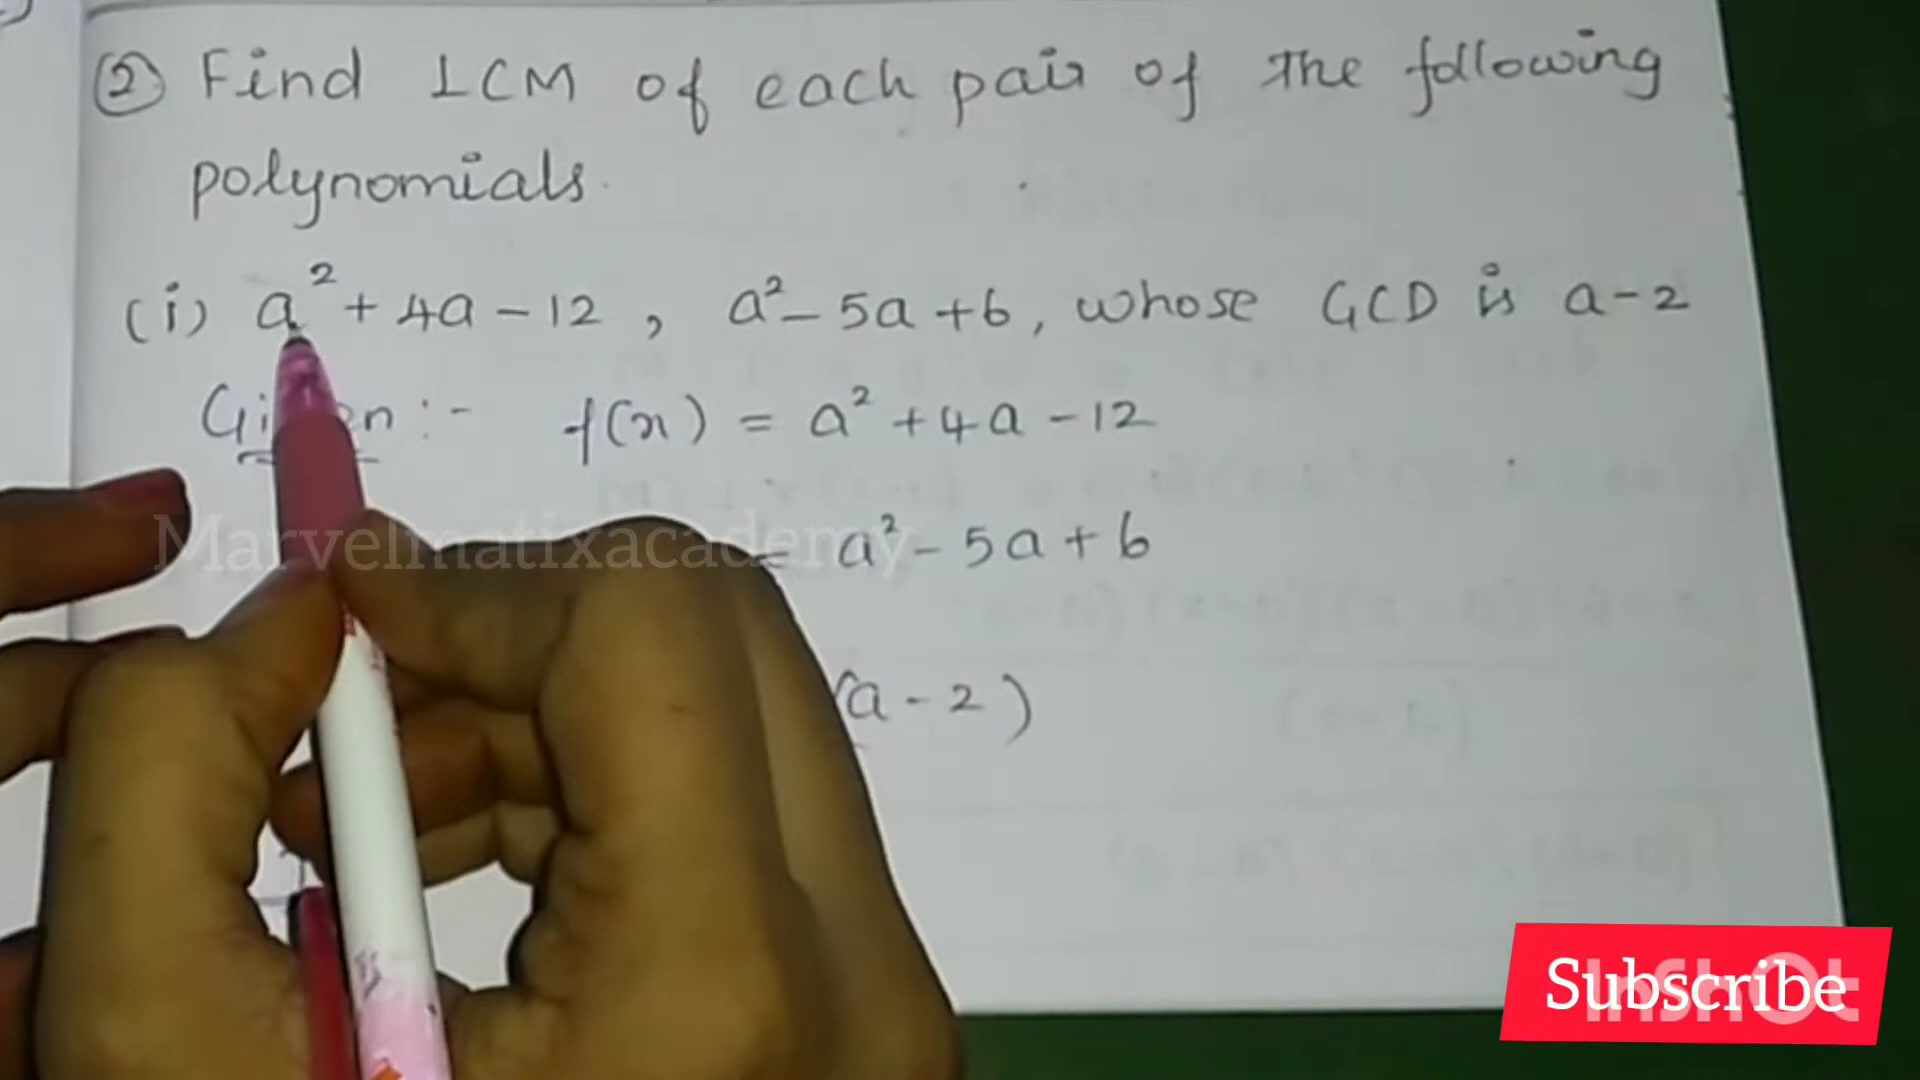 ② Find LCM of each pair of The following
polynomials.
(i) a² + 4a - 12 , a² - 5a + 6, whose GCD is a - 2
Given :- f(x) = a² + 4a - 12
= a² - 5a + 6
Marvelmatixacademy
(a - 2)
Subscribe
InShot